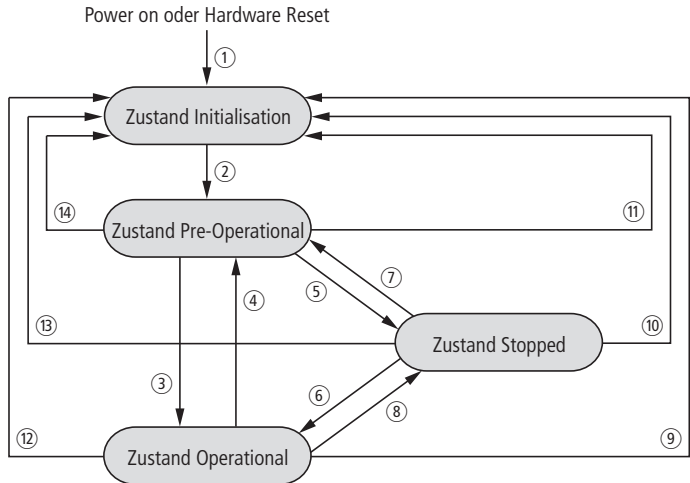 Power on oder Hardware Reset
①
Zustand Initialisation
②
⑭
⑪
Zustand Pre-Operational
⑦
⑤
④
⑬
⑩
Zustand Stopped
③
⑥
⑧
⑫
⑨
Zustand Operational